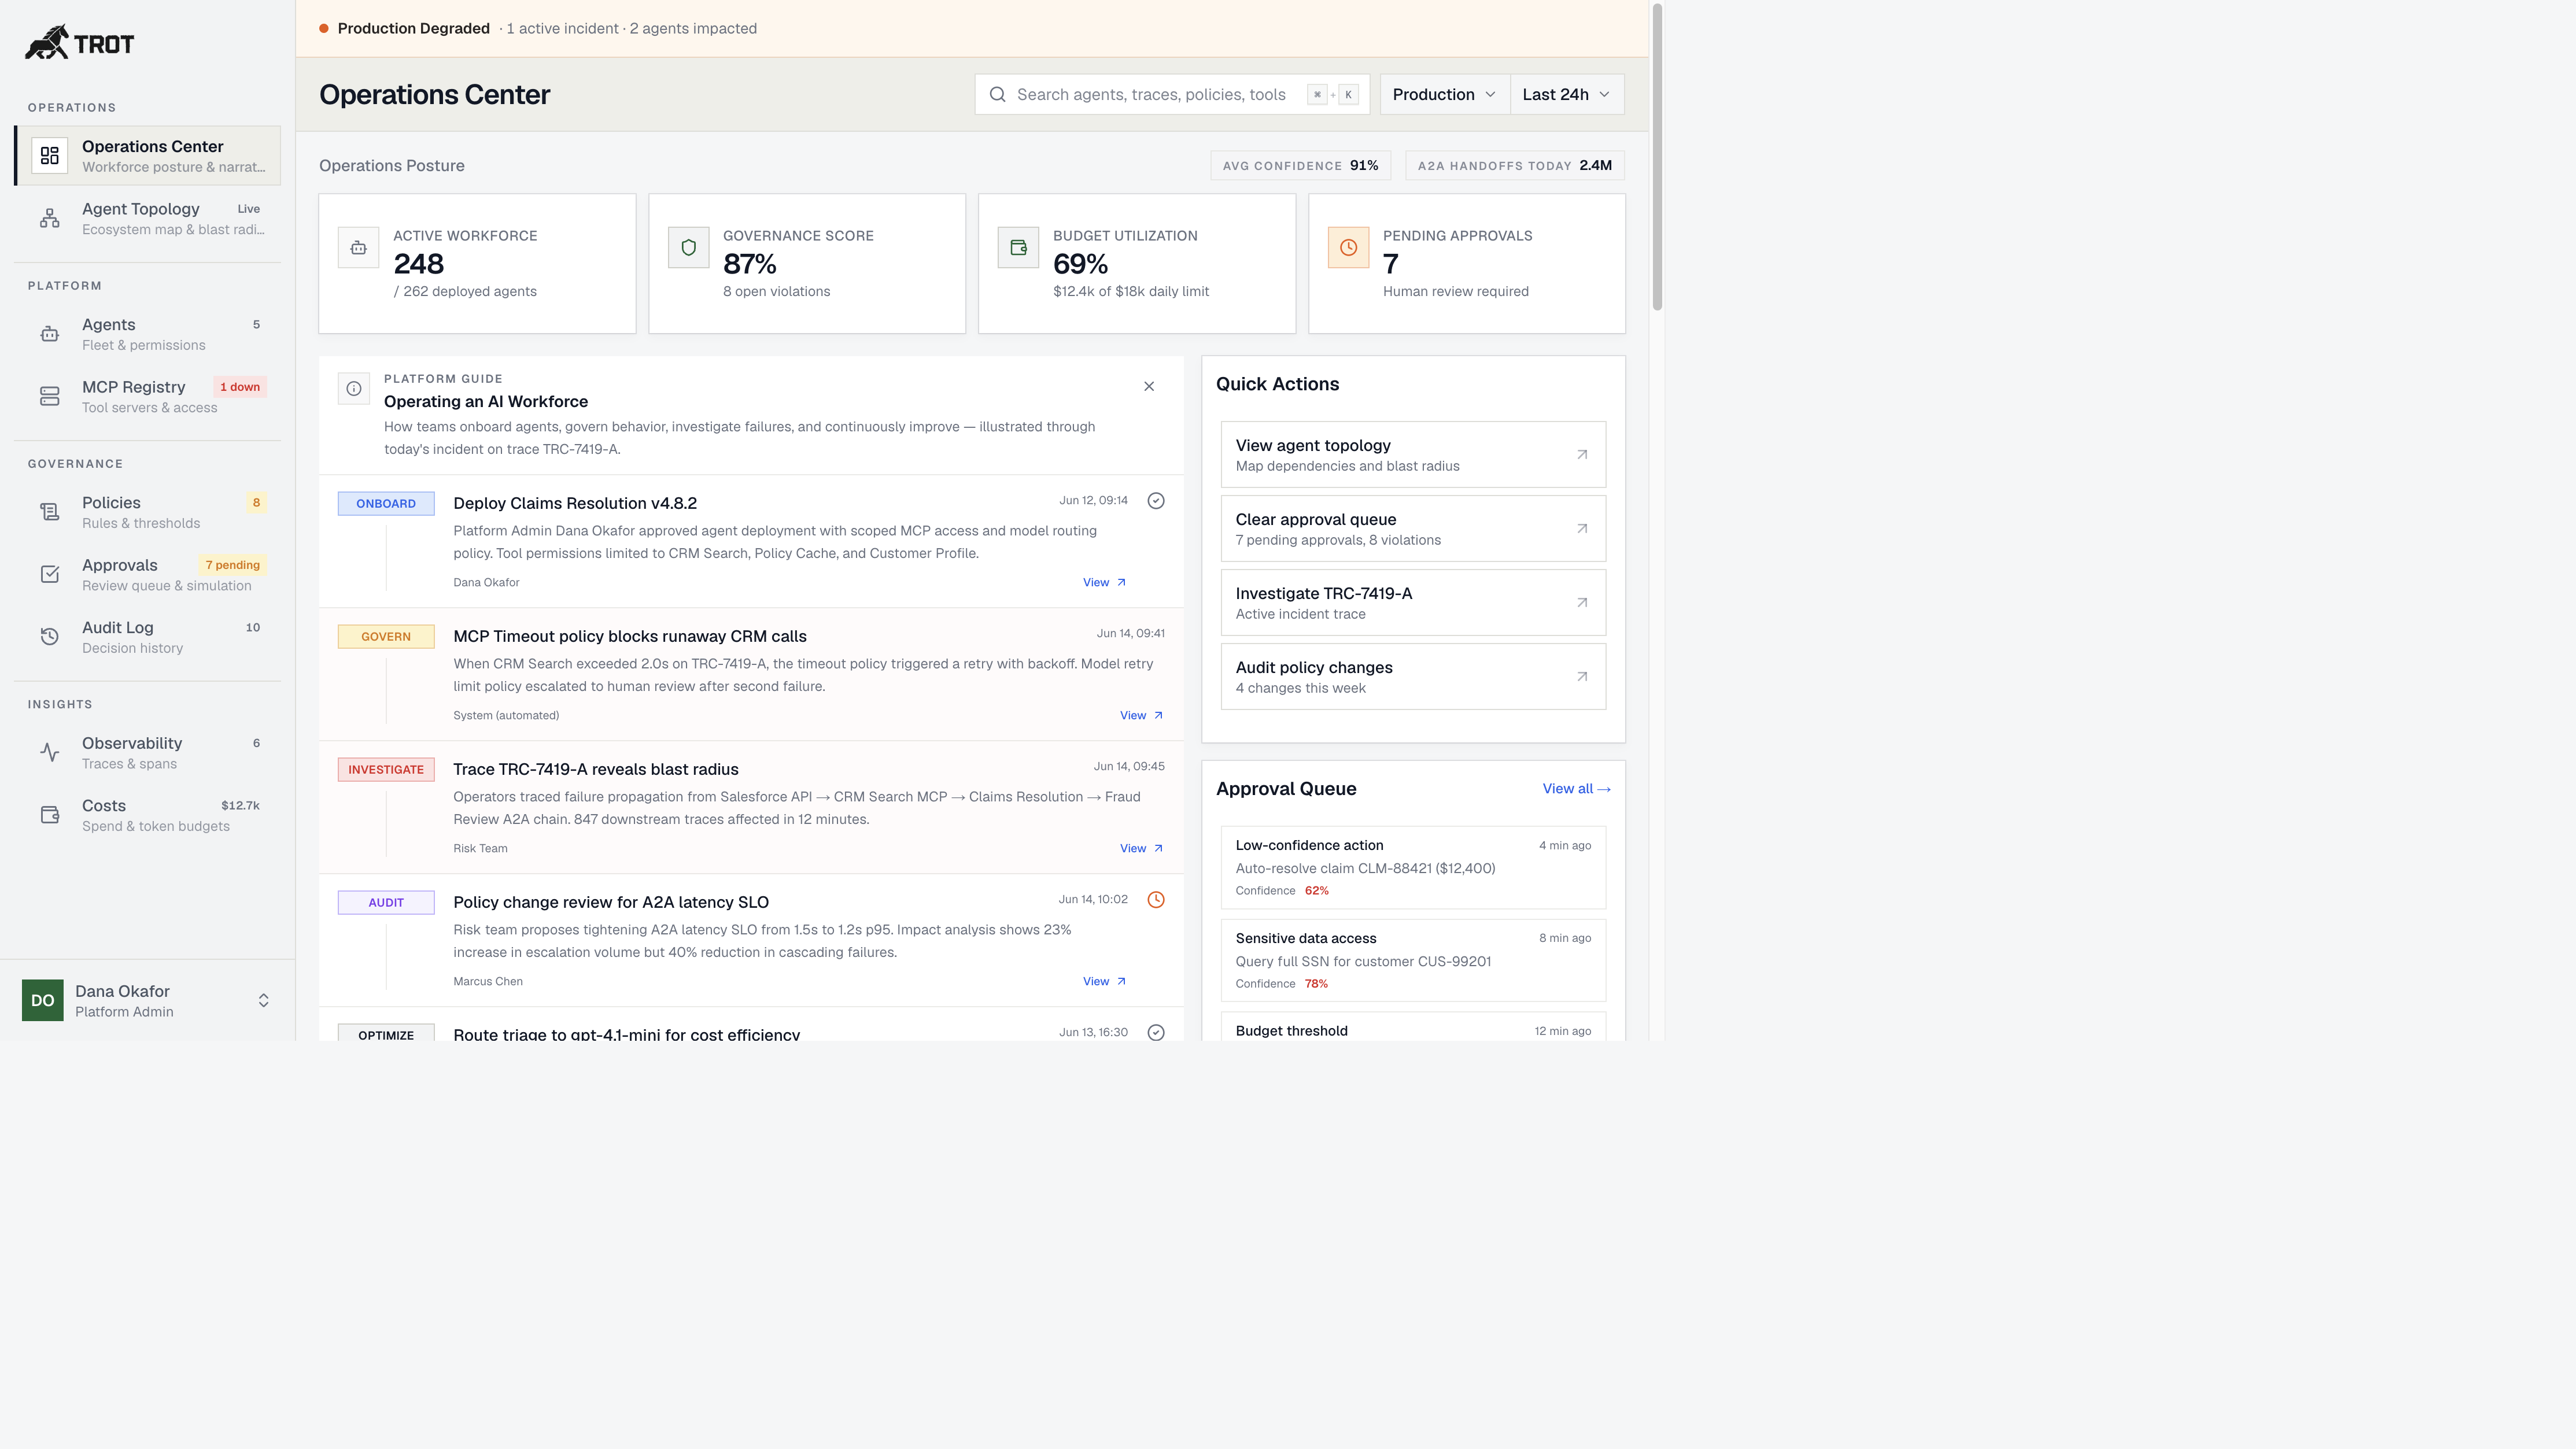 TROT
OPERATIONS
Operations Center
Workforce posture & narrat...
Agent Topology
Live
Ecosystem map & blast radi...
PLATFORM
Agents
5
Fleet & permissions
MCP Registry
1 down
Tool servers & access
GOVERNANCE
Policies
8
Rules & thresholds
Approvals
7 pending
Review queue & simulation
Audit Log
10
Decision history
INSIGHTS
Observability
6
Traces & spans
Costs
$12.7k
Spend & token budgets
DO
Dana Okafor
Platform Admin
Production Degraded · 1 active incident · 2 agents impacted
Operations Center
Search agents, traces, policies, tools
⌘ + K
Production
Last 24h
Operations Posture
AVG CONFIDENCE 91%
A2A HANDOFFS TODAY 2.4M
ACTIVE WORKFORCE
248
/ 262 deployed agents
GOVERNANCE SCORE
87%
8 open violations
BUDGET UTILIZATION
69%
$12.4k of $18k daily limit
PENDING APPROVALS
7
Human review required
PLATFORM GUIDE
Operating an AI Workforce
How teams onboard agents, govern behavior, investigate failures, and continuously improve — illustrated through
today's incident on trace TRC-7419-A.
ONBOARD
Deploy Claims Resolution v4.8.2
Jun 12, 09:14
Platform Admin Dana Okafor approved agent deployment with scoped MCP access and model routing
policy. Tool permissions limited to CRM Search, Policy Cache, and Customer Profile.
Dana Okafor
View
GOVERN
MCP Timeout policy blocks runaway CRM calls
Jun 14, 09:41
When CRM Search exceeded 2.0s on TRC-7419-A, the timeout policy triggered a retry with backoff. Model retry
limit policy escalated to human review after second failure.
System (automated)
View
INVESTIGATE
Trace TRC-7419-A reveals blast radius
Jun 14, 09:45
Operators traced failure propagation from Salesforce API → CRM Search MCP → Claims Resolution → Fraud
Review A2A chain. 847 downstream traces affected in 12 minutes.
Risk Team
View
AUDIT
Policy change review for A2A latency SLO
Jun 14, 10:02
Risk team proposes tightening A2A latency SLO from 1.5s to 1.2s p95. Impact analysis shows 23%
increase in escalation volume but 40% reduction in cascading failures.
Marcus Chen
View
OPTIMIZE
Route triage to gpt-4.1-mini for cost efficiency
Jun 13, 16:30
Quick Actions
View agent topology
Map dependencies and blast radius
Clear approval queue
7 pending approvals, 8 violations
Investigate TRC-7419-A
Active incident trace
Audit policy changes
4 changes this week
Approval Queue
View all →
Low-confidence action
4 min ago
Auto-resolve claim CLM-88421 ($12,400)
Confidence 62%
Sensitive data access
8 min ago
Query full SSN for customer CUS-99201
Confidence 78%
Budget threshold
12 min ago